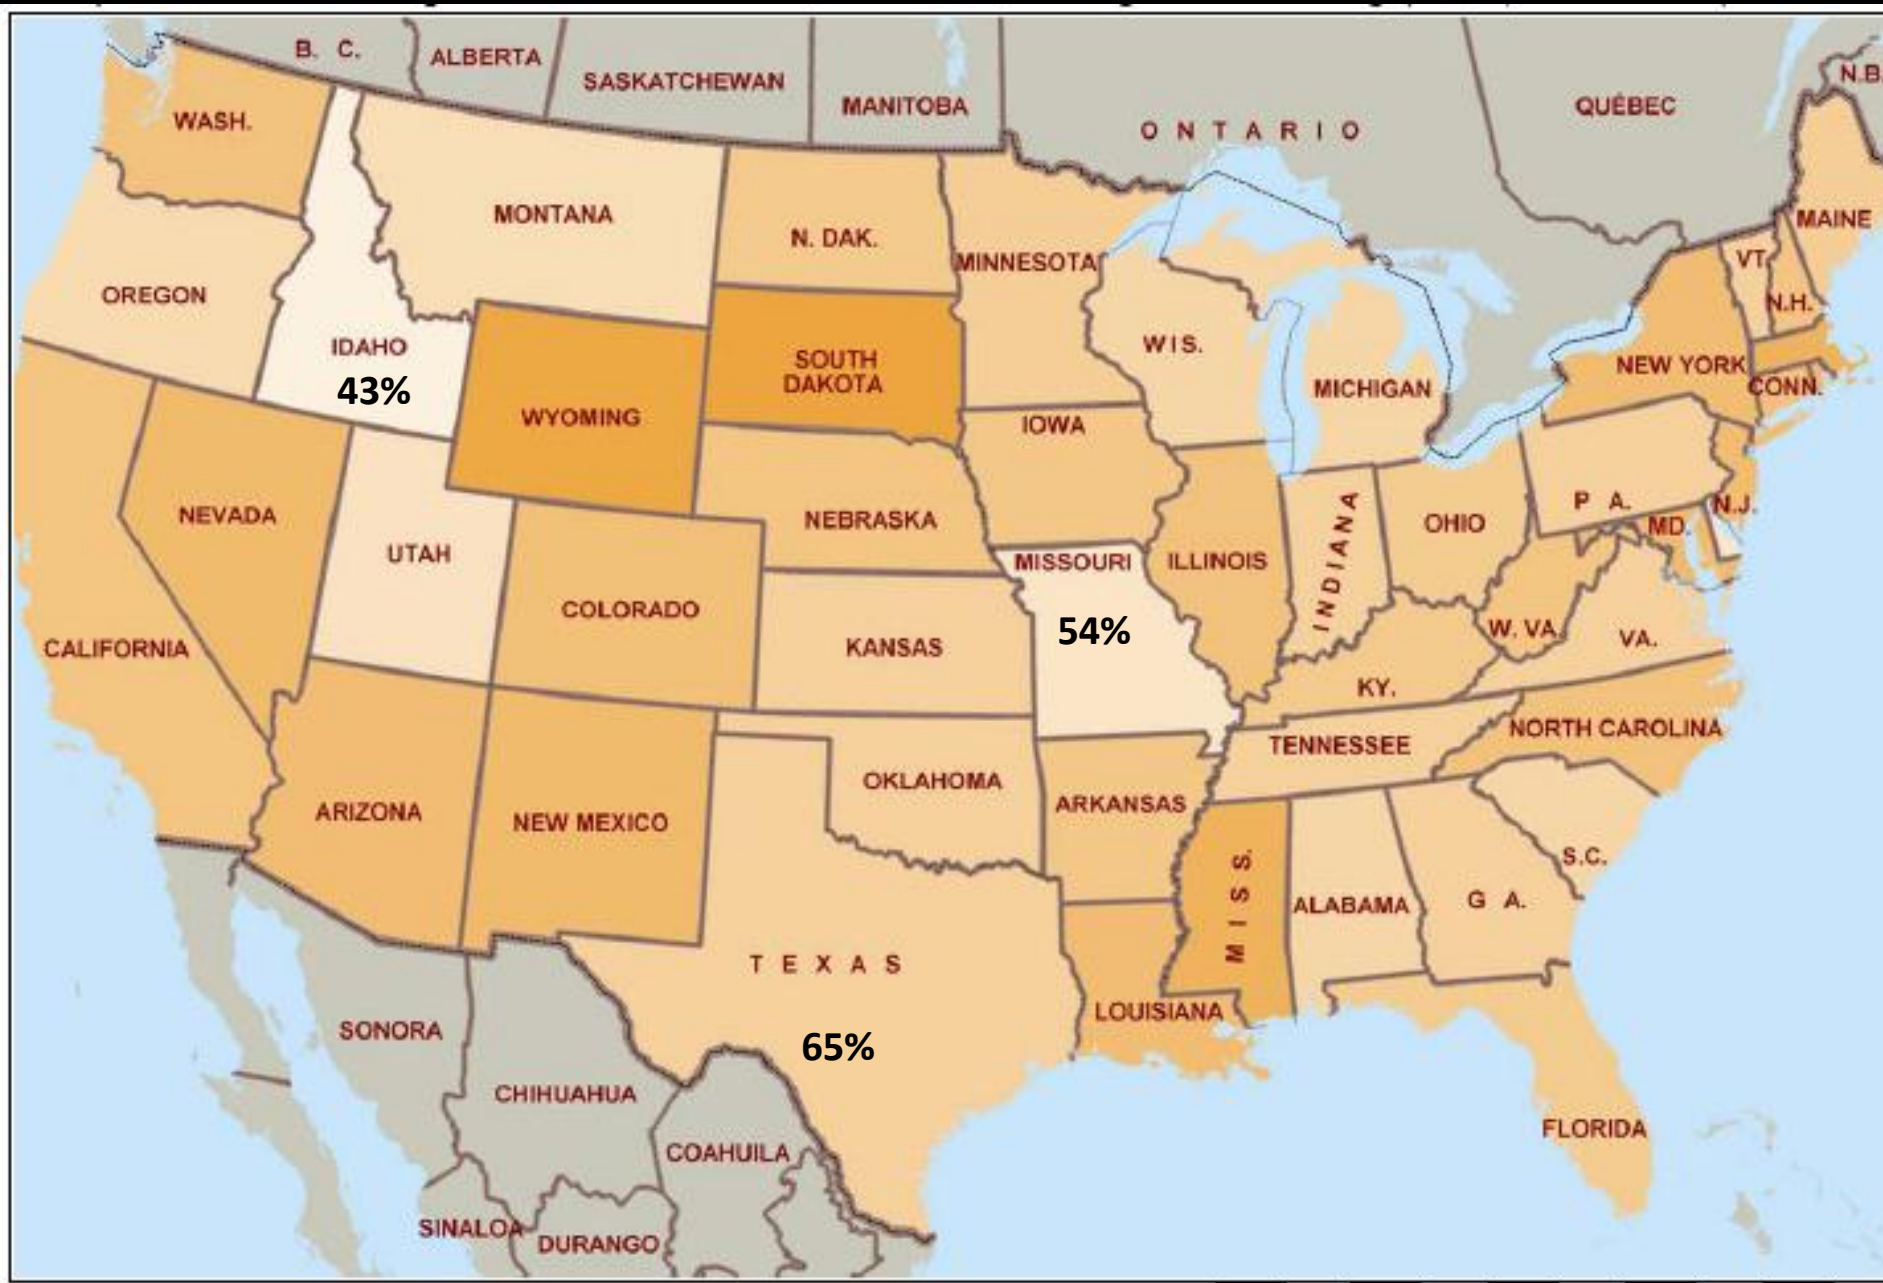 B. C.
ALBERTA
SASKATCHEWAN
MANITOBA
ONTARIO
QUÉBEC
N.B.
WASH.
MONTANA
N. DAK.
MINNESOTA
MAINE
VT.
N.H.
OREGON
IDAHO
43%
WYOMING
SOUTH
DAKOTA
WIS.
MICHIGAN
NEW YORK
CONN.
IOWA
NEVADA
UTAH
NEBRASKA
ILLINOIS
INDIANA
OHIO
P A.
N.J.
MD.
MISSOURI
54%
COLORADO
KANSAS
CALIFORNIA
W. VA.
VA.
KY.
NORTH CAROLINA
TENNESSEE
ARIZONA
NEW MEXICO
OKLAHOMA
ARKANSAS
S.C.
MISS.
ALABAMA
G A.
TEXAS
65%
LOUISIANA
FLORIDA
SONORA
CHIHUAHUA
COAHUILA
SINALOA
DURANGO